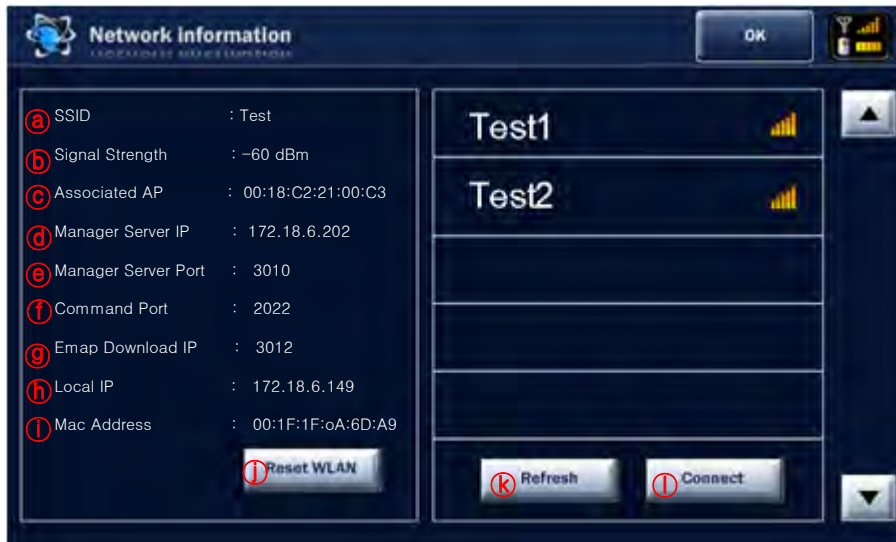 Network information
OK
ⓐ SSID : Test
ⓑ Signal Strength : -60 dBm
ⓒ Associated AP : 00:18:C2:21:00:C3
ⓓ Manager Server IP : 172.18.6.202
ⓔ Manager Server Port : 3010
ⓕ Command Port : 2022
ⓖ Emap Download IP : 3012
ⓗ Local IP : 172.18.6.149
ⓘ Mac Address : 00:1F:1F:oA:6D:A9
ⓙ Reset WLAN
Test1
Test2
ⓚ Refresh
ⓛ Connect